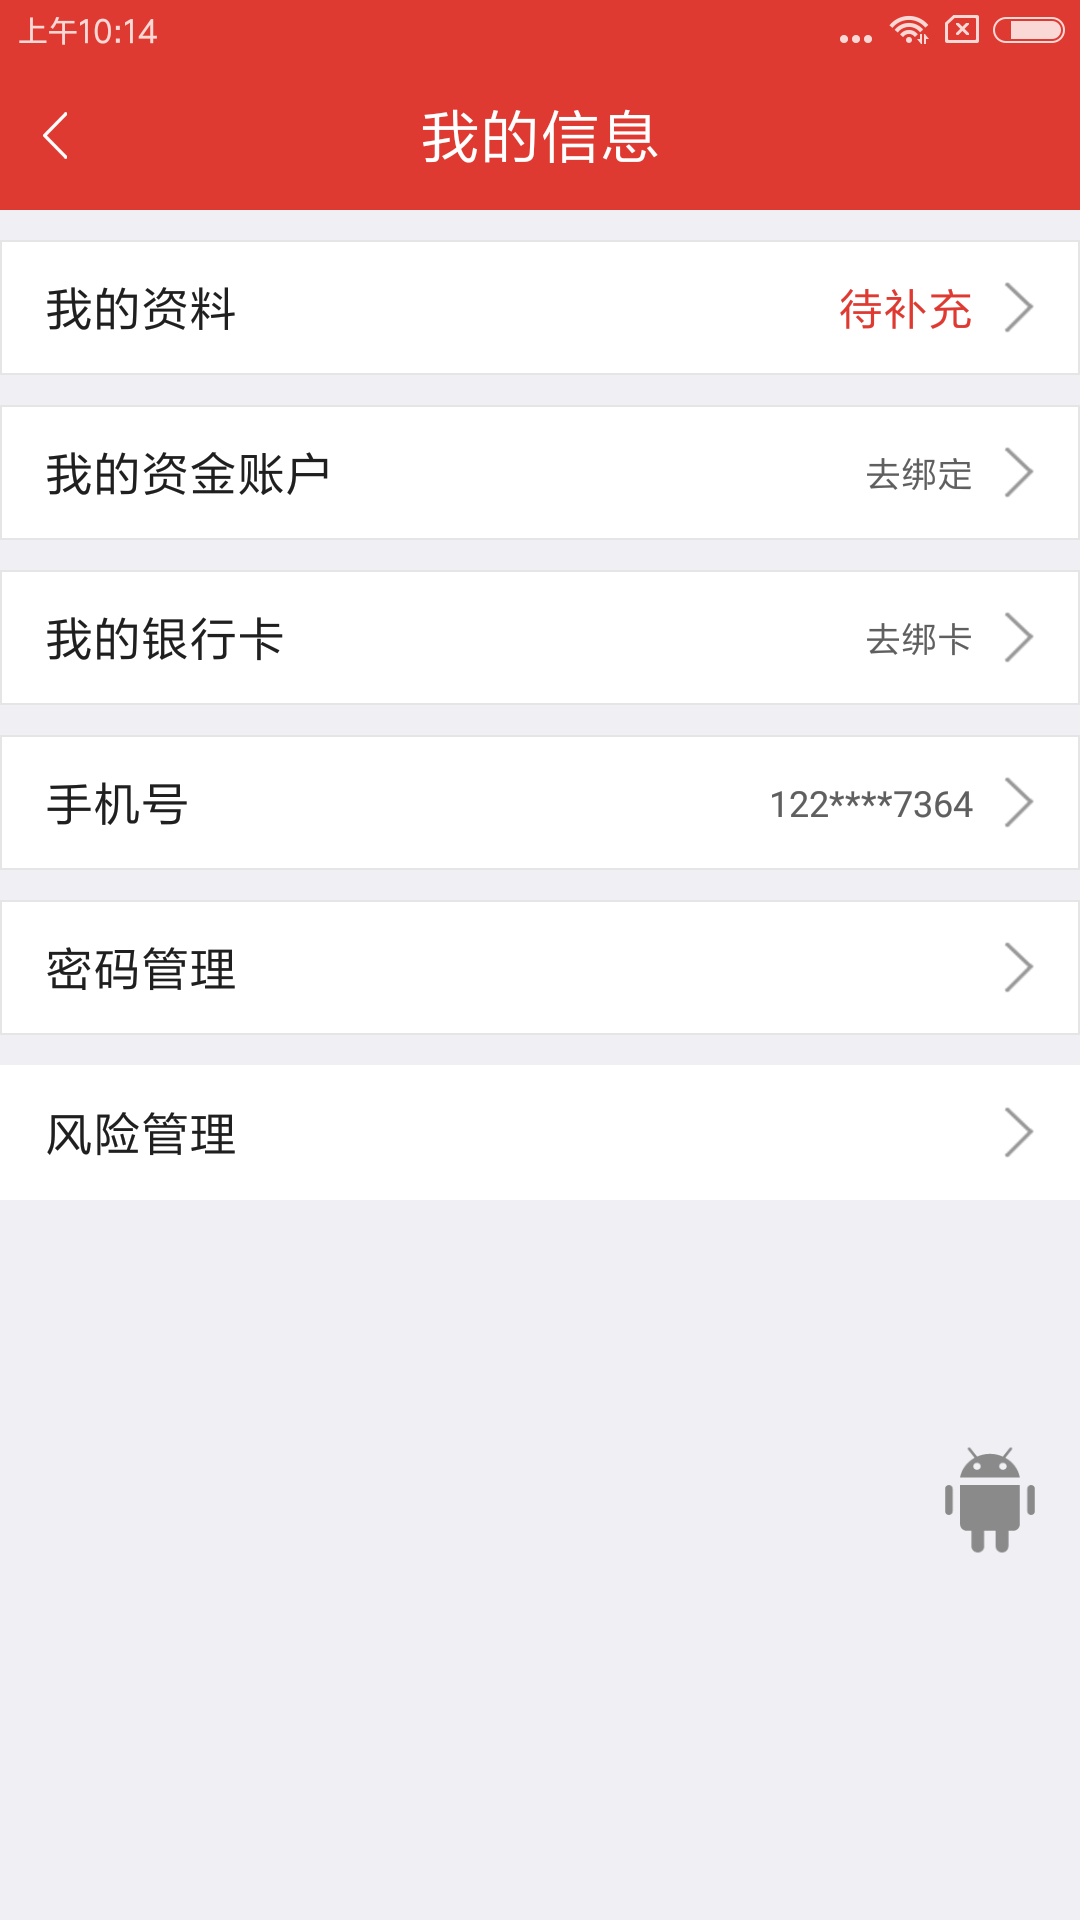 上午10:14
我的信息
我的资料 待补充
我的资金账户 去绑定
我的银行卡 去绑卡
手机号 122****7364
密码管理
风险管理